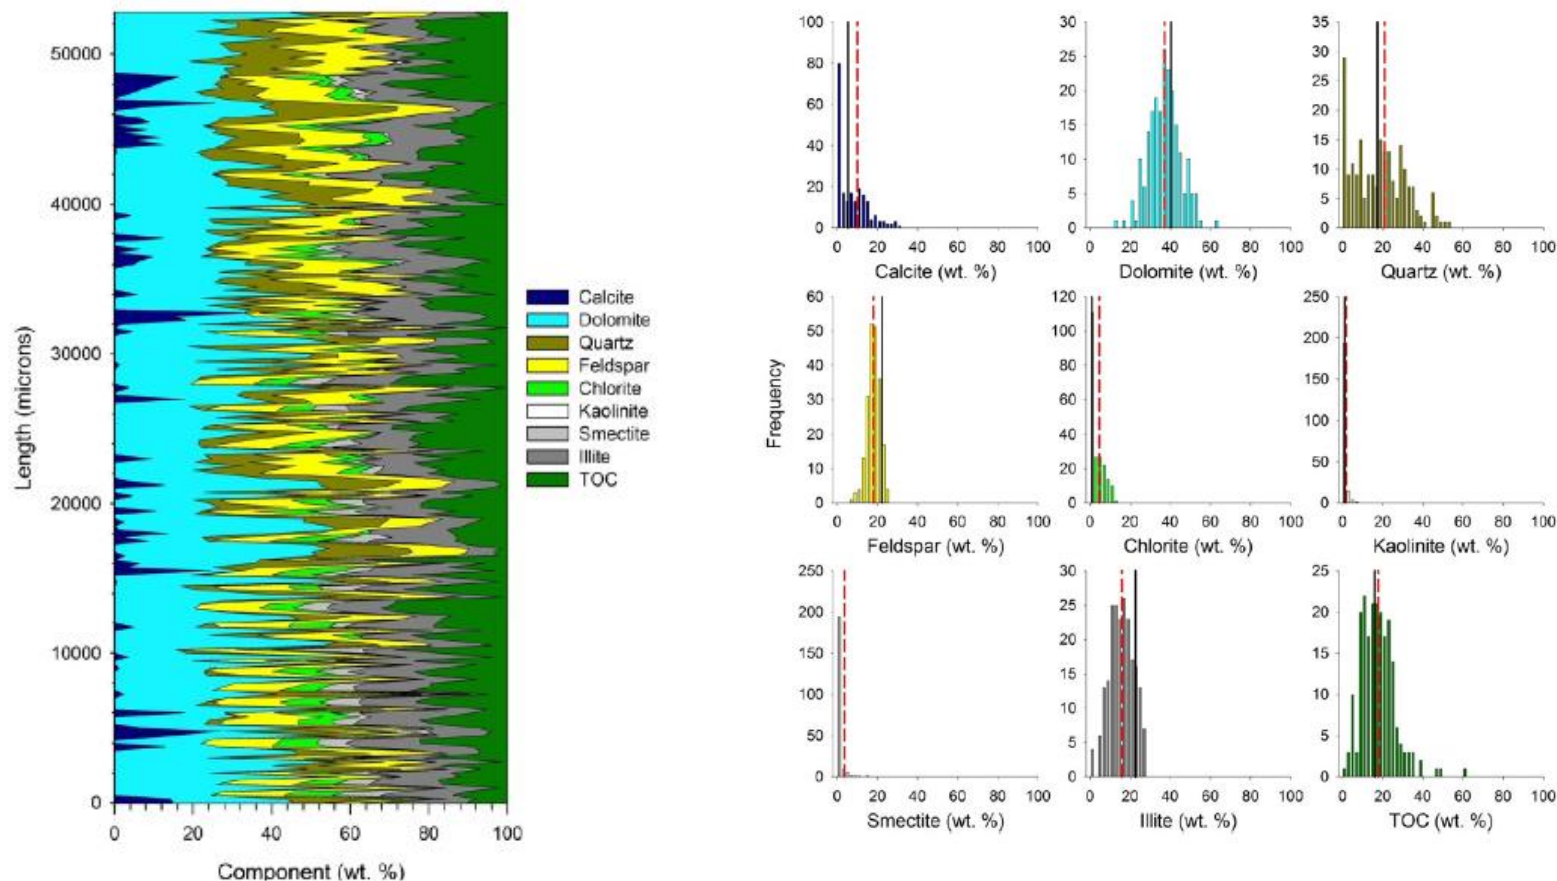 50000
40000
30000
20000
10000
0
Length (microns)
0 20 40 60 80 100
Component (wt. %)
Calcite
Dolomite
Quartz
Feldspar
Chlorite
Kaolinite
Smectite
Illite
TOC
Frequency
100
80
60
40
20
0
0 20 40 60 80 100
Calcite (wt. %)
30
25
20
15
10
5
0
0 20 40 60 80 100
Dolomite (wt. %)
35
30
25
20
15
10
5
0
0 20 40 60 80 100
Quartz (wt. %)
60
50
40
30
20
10
0
0 20 40 60 80 100
Feldspar (wt. %)
120
100
80
60
40
20
0
0 20 40 60 80 100
Chlorite (wt. %)
250
200
150
100
50
0
0 20 40 60 80 100
Kaolinite (wt. %)
250
200
150
100
50
0
0 20 40 60 80 100
Smectite (wt. %)
30
25
20
15
10
5
0
0 20 40 60 80 100
Illite (wt. %)
25
20
15
10
5
0
0 20 40 60 80 100
TOC (wt. %)